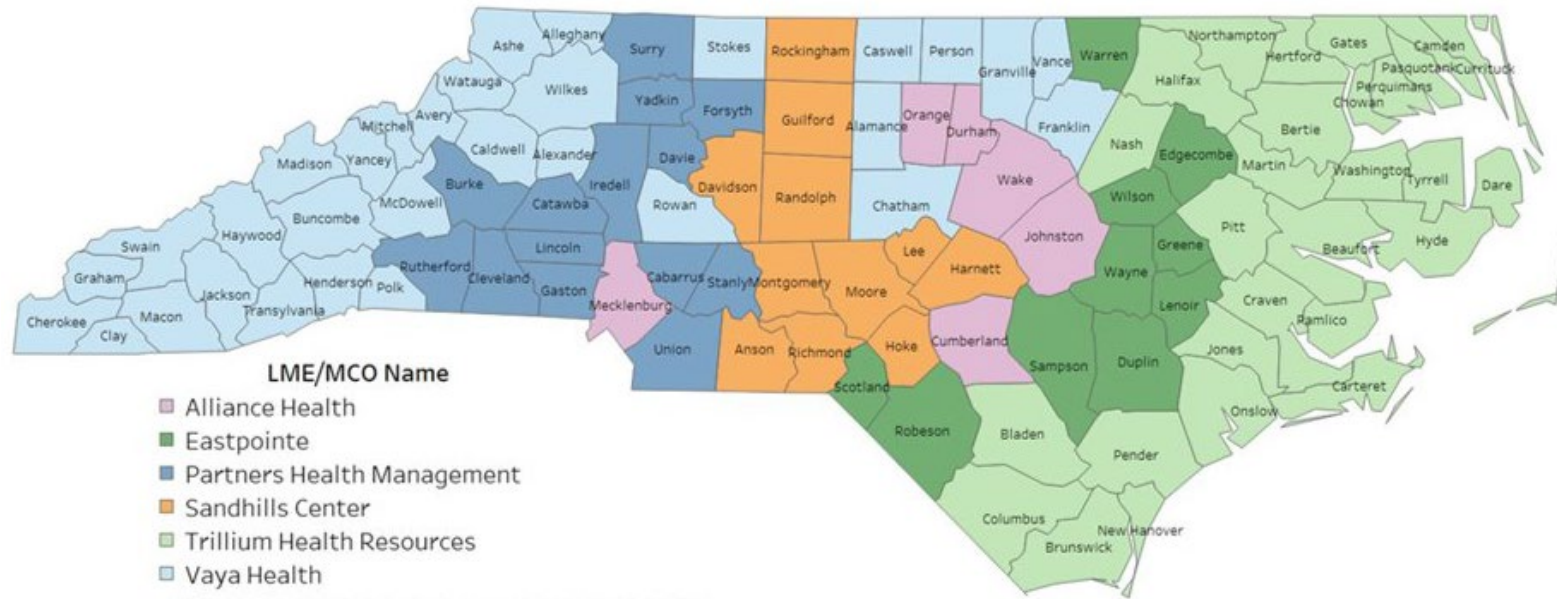 Ashe
Alleghany
Surry
Stokes
Rockingham
Caswell
Person
Granville
Vance
Warren
Northampton
Hertford
Gates
Camden
Pasquotank
Currituck
Perquimans
Chowan
Halifax
Watauga
Wilkes
Yadkin
Forsyth
Guilford
Alamance
Orange
Durham
Franklin
Nash
Edgecombe
Bertie
Avery
Mitchell
Caldwell
Alexander
Iredell
Davie
Davidson
Randolph
Chatham
Wake
Wilson
Martin
Washington
Tyrrell
Dare
Madison
Yancey
McDowell
Burke
Catawba
Rowan
Johnston
Greene
Pitt
Beaufort
Hyde
Swain
Haywood
Buncombe
Lincoln
Lee
Harnett
Wayne
Graham
Jackson
Henderson
Polk
Rutherford
Cleveland
Gaston
Cabarrus
Stanly
Montgomery
Moore
Lenoir
Craven
Pamlico
Cherokee
Clay
Macon
Transylvania
Mecklenburg
Union
Anson
Richmond
Hoke
Cumberland
Sampson
Duplin
Jones
Carteret
Scotland
Robeson
Bladen
Onslow
Pender
Columbus
Brunswick
New Hanover
LME/MCO Name
Alliance Health
Eastpointe
Partners Health Management
Sandhills Center
Trillium Health Resources
Vaya Health